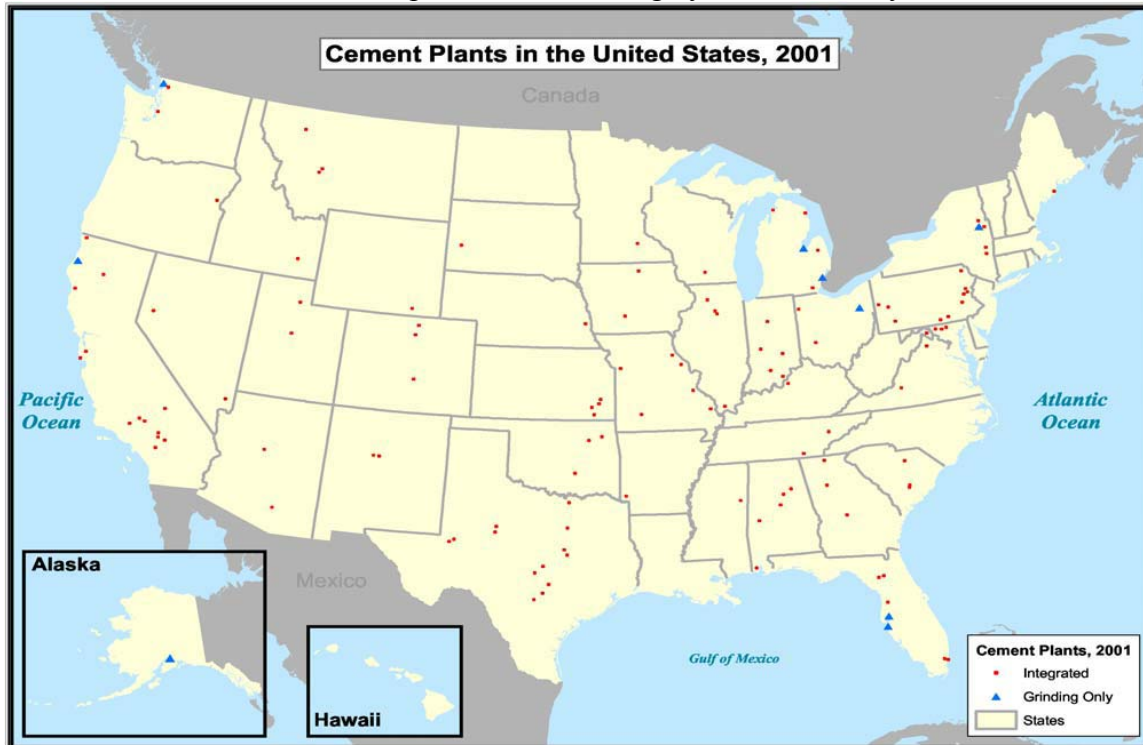 Cement Plants in the United States, 2001
Canada
Pacific
Ocean
Atlantic
Ocean
Alaska
Mexico
Hawaii
Gulf of Mexico
Cement Plants, 2001
Integrated
Grinding Only
States